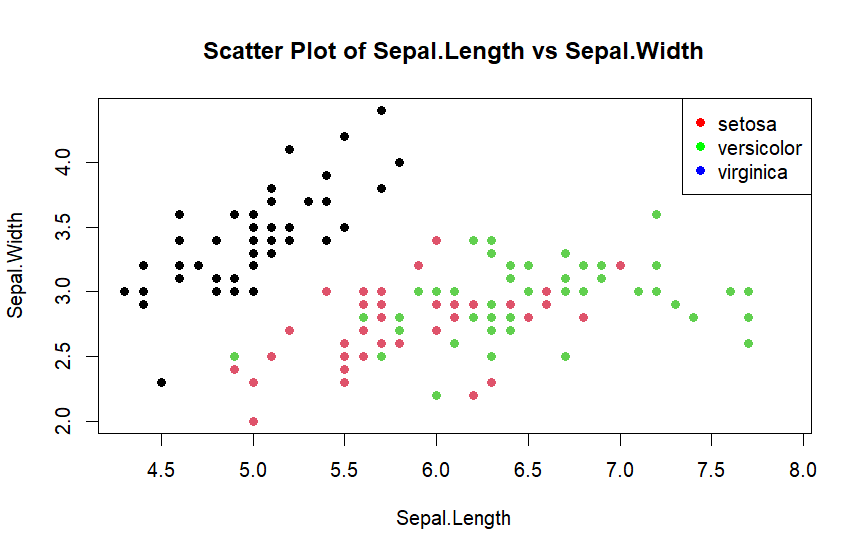 Scatter Plot of Sepal.Length vs Sepal.Width
setosa
versicolor
virginica
Sepal.Width
4.0
3.5
3.0
2.5
2.0
4.5 5.0 5.5 6.0 6.5 7.0 7.5 8.0
Sepal.Length